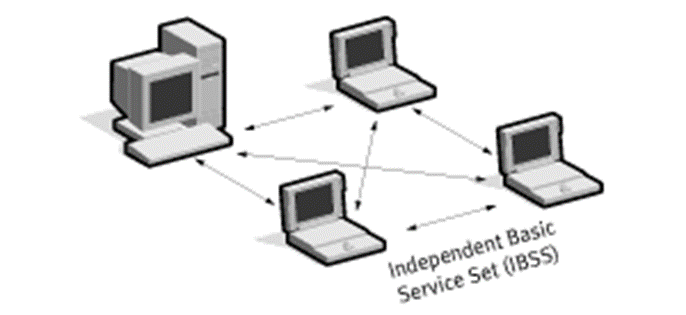 Independent Basic
Service Set (IBSS)